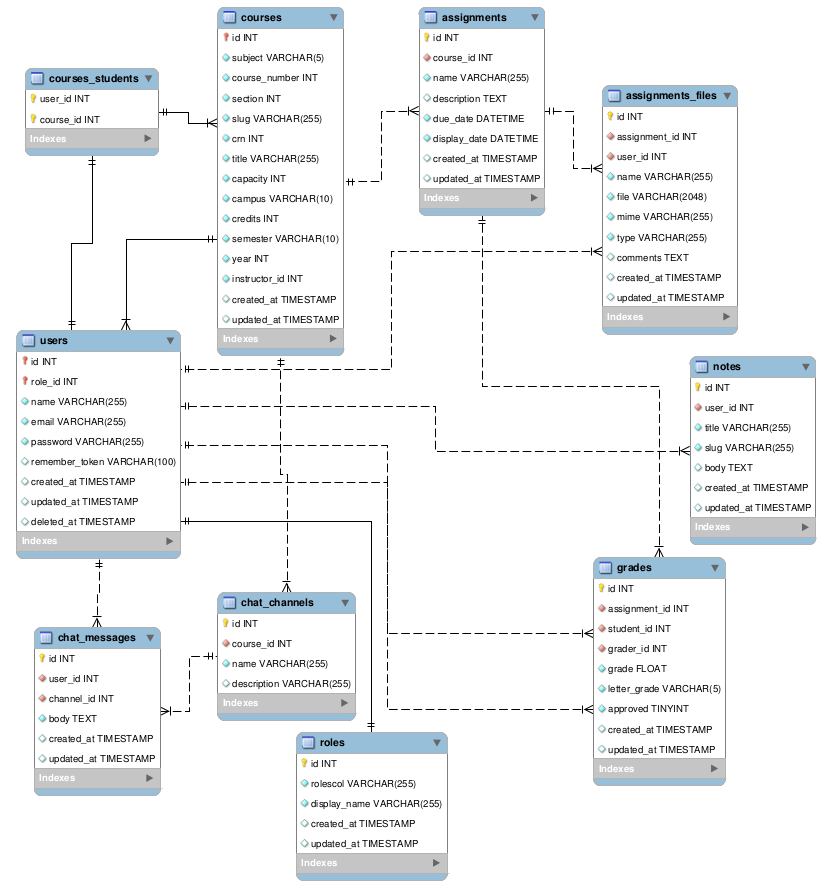 courses
id INT
subject VARCHAR(5)
course_number INT
section INT
slug VARCHAR(255)
crn INT
title VARCHAR(255)
capacity INT
campus VARCHAR(10)
credits INT
semester VARCHAR(10)
year INT
instructor_id INT
created_at TIMESTAMP
updated_at TIMESTAMP
Indexes
assignments
id INT
course_id INT
name VARCHAR(255)
description TEXT
due_date DATETIME
display_date DATETIME
created_at TIMESTAMP
updated_at TIMESTAMP
Indexes
courses_students
user_id INT
course_id INT
Indexes
assignments_files
id INT
assignment_id INT
user_id INT
name VARCHAR(255)
file VARCHAR(2048)
mime VARCHAR(255)
type VARCHAR(255)
comments TEXT
created_at TIMESTAMP
updated_at TIMESTAMP
Indexes
users
id INT
role_id INT
name VARCHAR(255)
email VARCHAR(255)
password VARCHAR(255)
remember_token VARCHAR(100)
created_at TIMESTAMP
updated_at TIMESTAMP
deleted_at TIMESTAMP
Indexes
notes
id INT
user_id INT
title VARCHAR(255)
slug VARCHAR(255)
body TEXT
created_at TIMESTAMP
updated_at TIMESTAMP
Indexes
grades
id INT
assignment_id INT
student_id INT
grader_id INT
grade FLOAT
letter_grade VARCHAR(5)
approved TINYINT
created_at TIMESTAMP
updated_at TIMESTAMP
Indexes
chat_channels
id INT
course_id INT
name VARCHAR(255)
description VARCHAR(255)
Indexes
chat_messages
id INT
user_id INT
channel_id INT
body TEXT
created_at TIMESTAMP
updated_at TIMESTAMP
Indexes
roles
id INT
rolescol VARCHAR(255)
display_name VARCHAR(255)
created_at TIMESTAMP
updated_at TIMESTAMP
Indexes